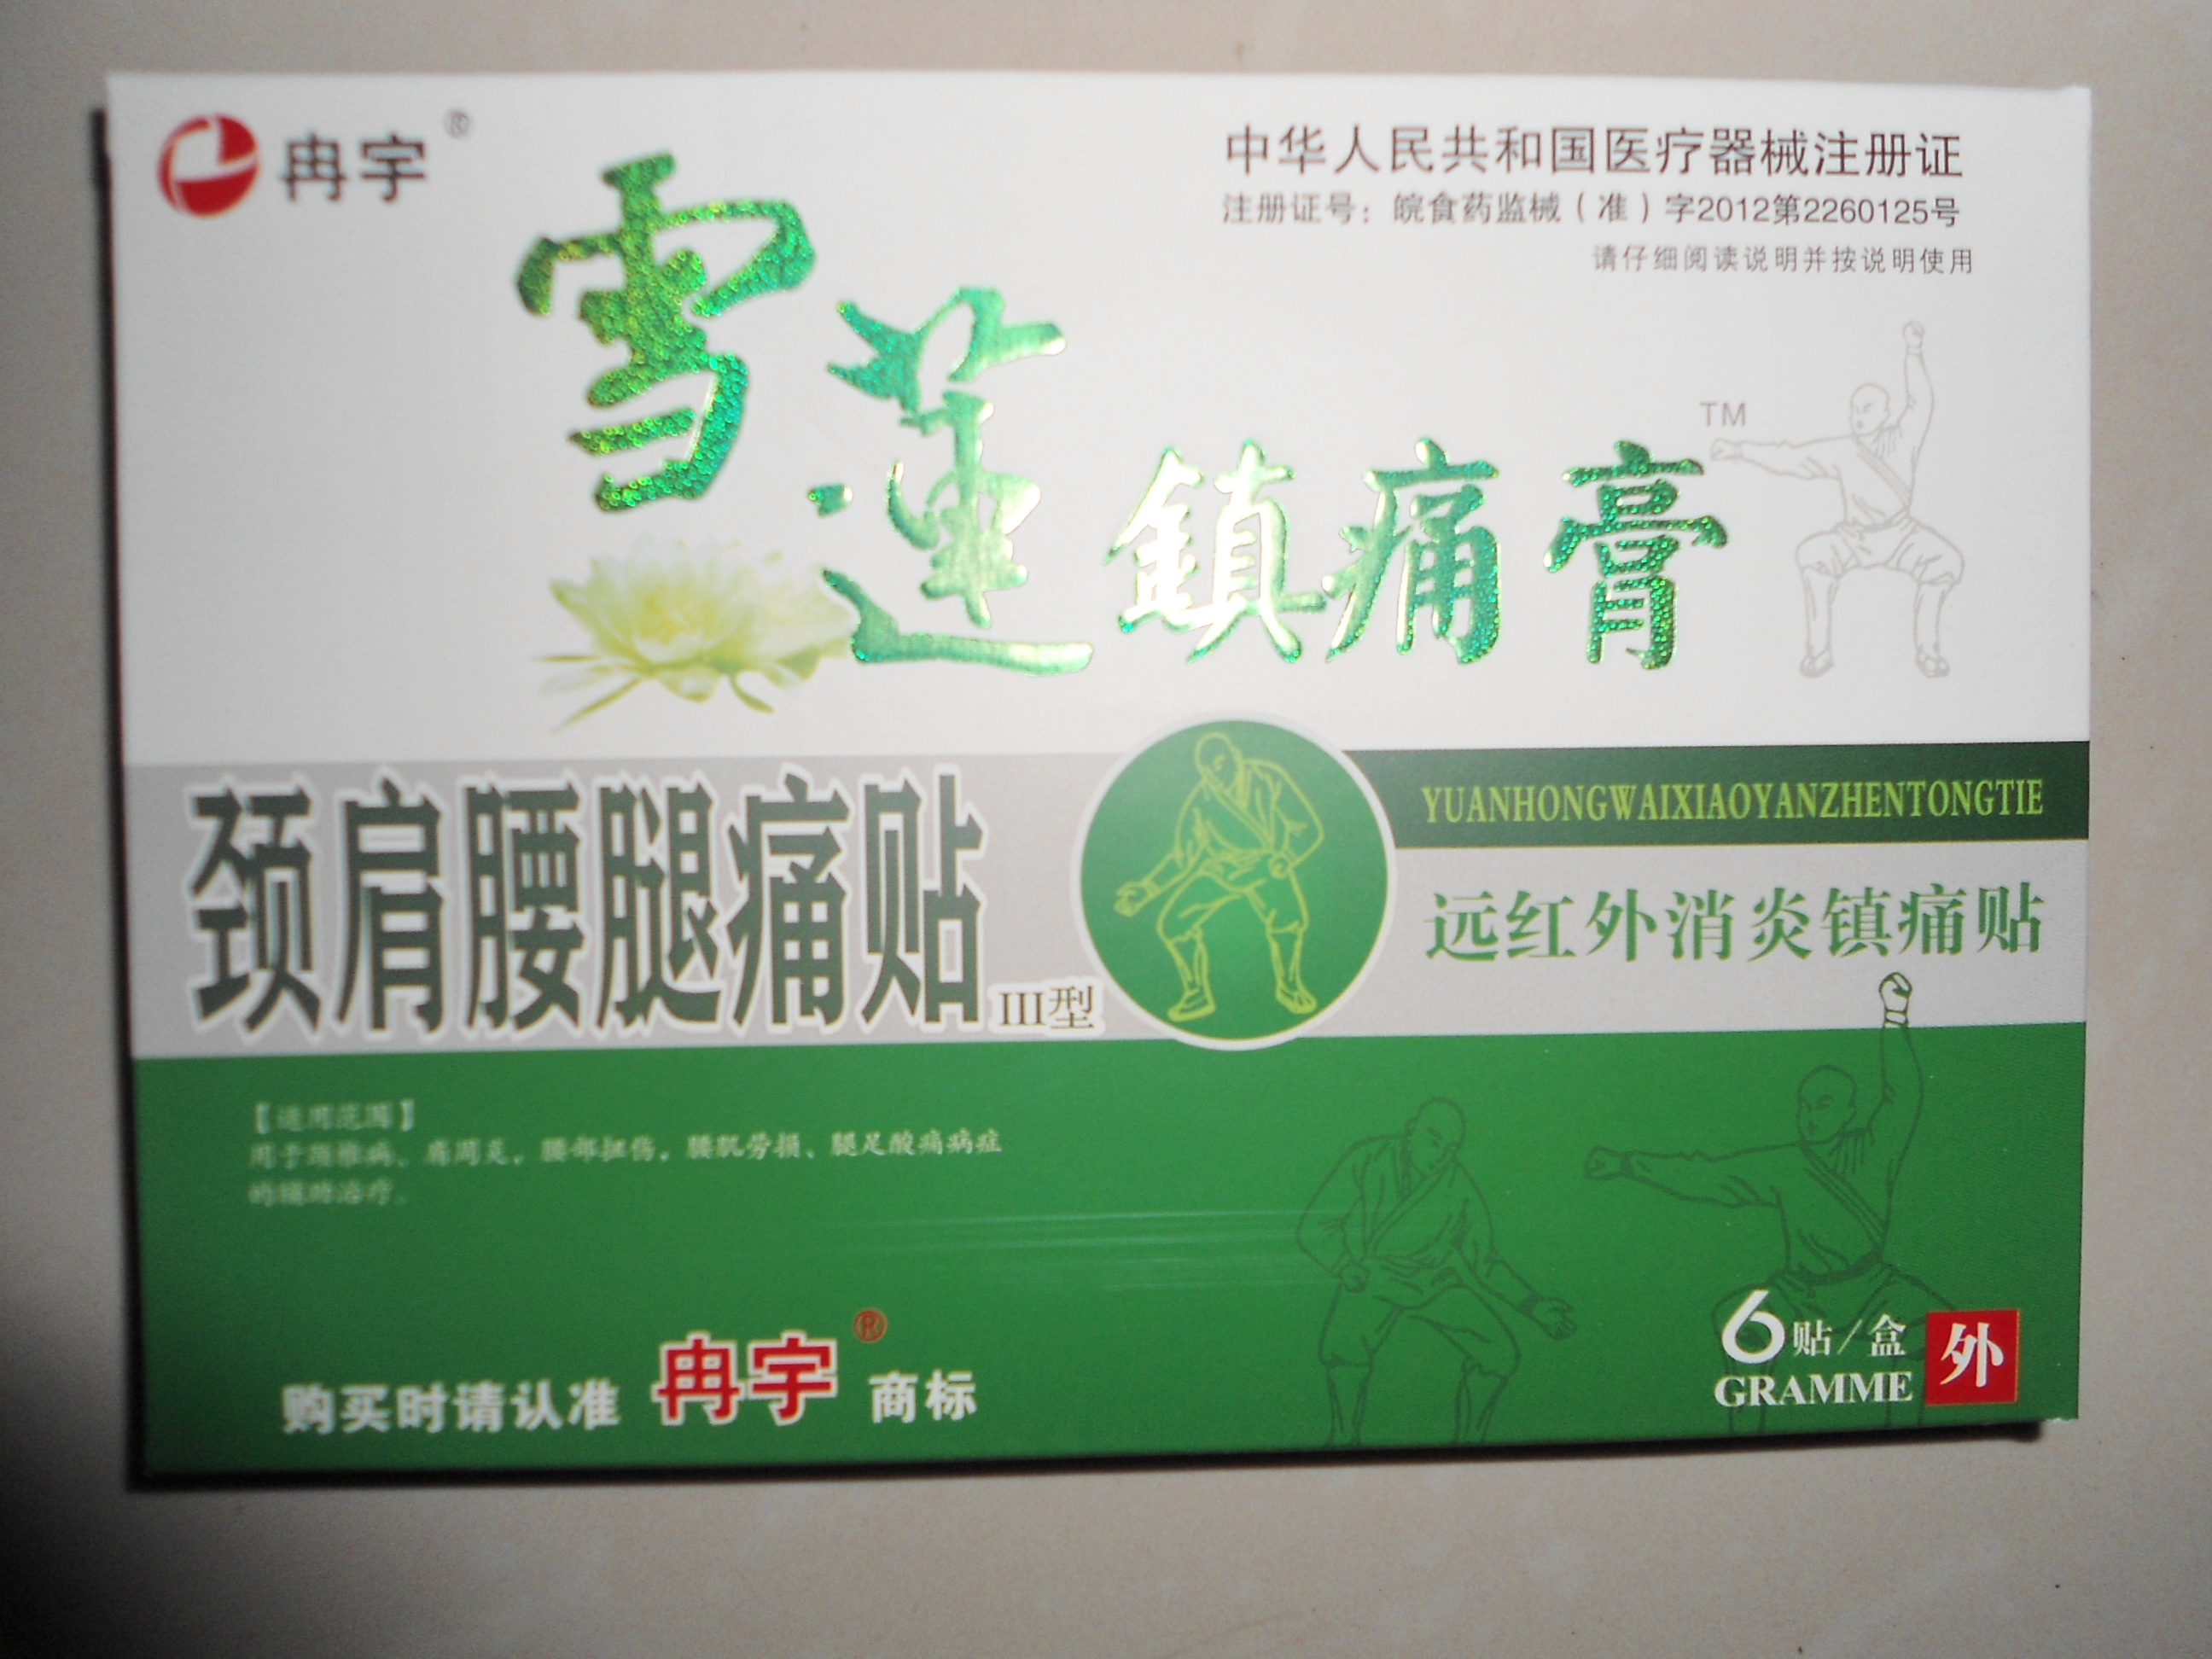 冉宇®
中华人民共和国医疗器械注册证
注册证号：皖食药监械（准）字2012第2260125号
请仔细阅读说明并按说明使用
雪蓮鎮痛膏™
颈肩腰腿痛贴III型
YUANHONGWAIXIAOYANZHENTONGTIE
远红外消炎镇痛贴
【适用范围】
用于颈椎病、肩周炎，腰部扭伤，腰肌劳损、腿足酸痛病症
的辅助治疗。
购买时请认准 冉宇® 商标
6贴/盒
GRAMME
外